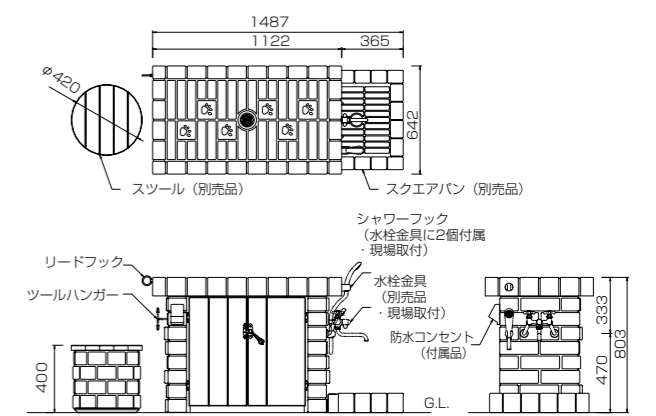 1487
1122
365
φ420
642
スツール（別売品）
スクエアパン（別売品）
シャワーフック
（水栓金具に2個付属
・現場取付）
リードフック
ツールハンガー
水栓金具
（別売品
・現場取付）
防水コンセント
（付属品）
400
G.L.
333
470
803